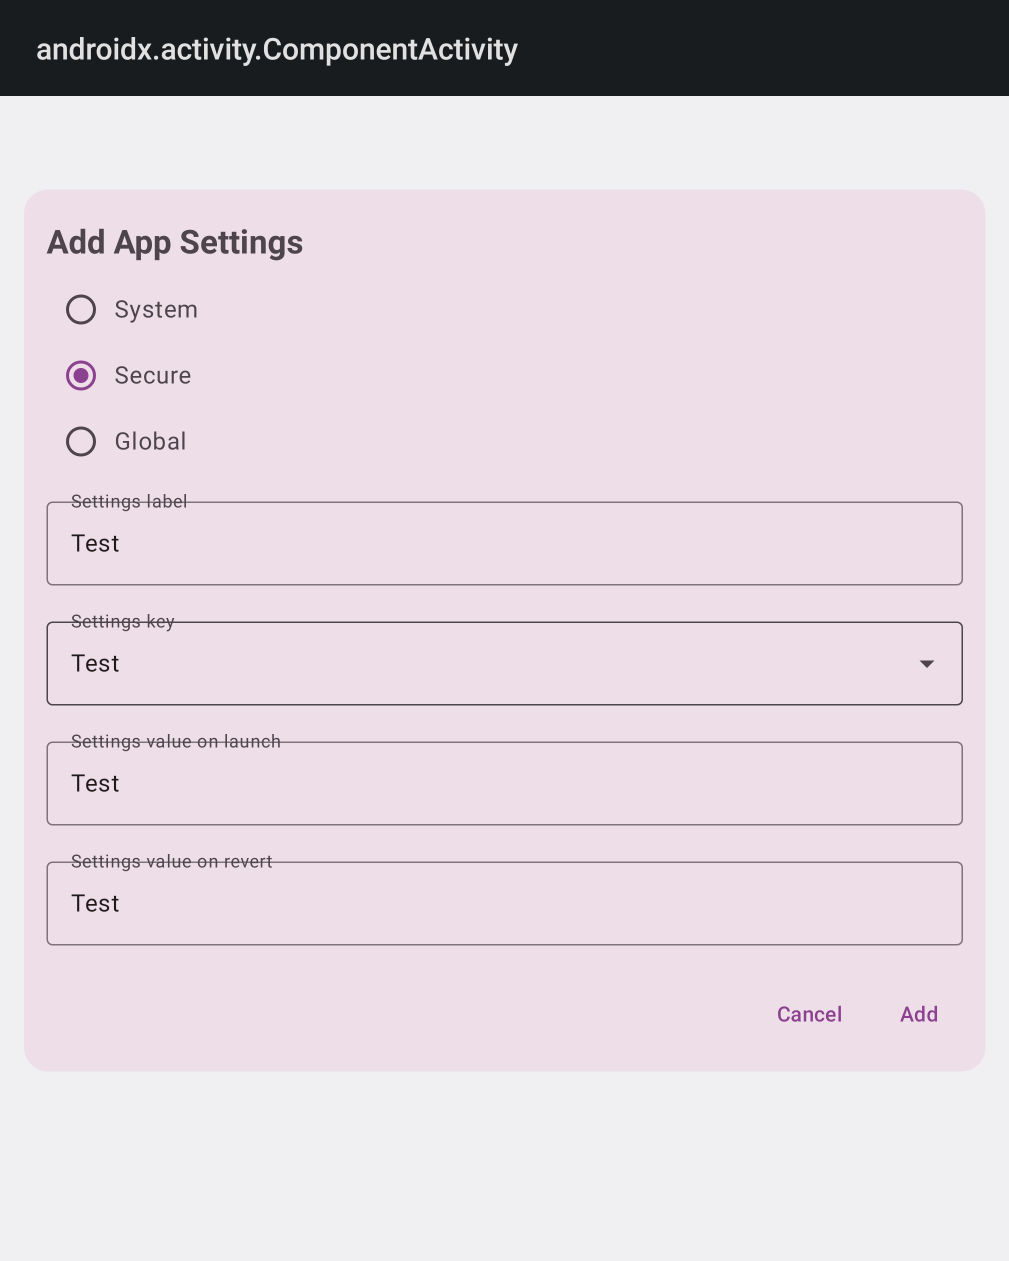 androidx.activity.ComponentActivity
Add App Settings
System
Secure
Global
Settings label
Test
Settings key
Test
Settings value on launch
Test
Settings value on revert
Test
Cancel Add